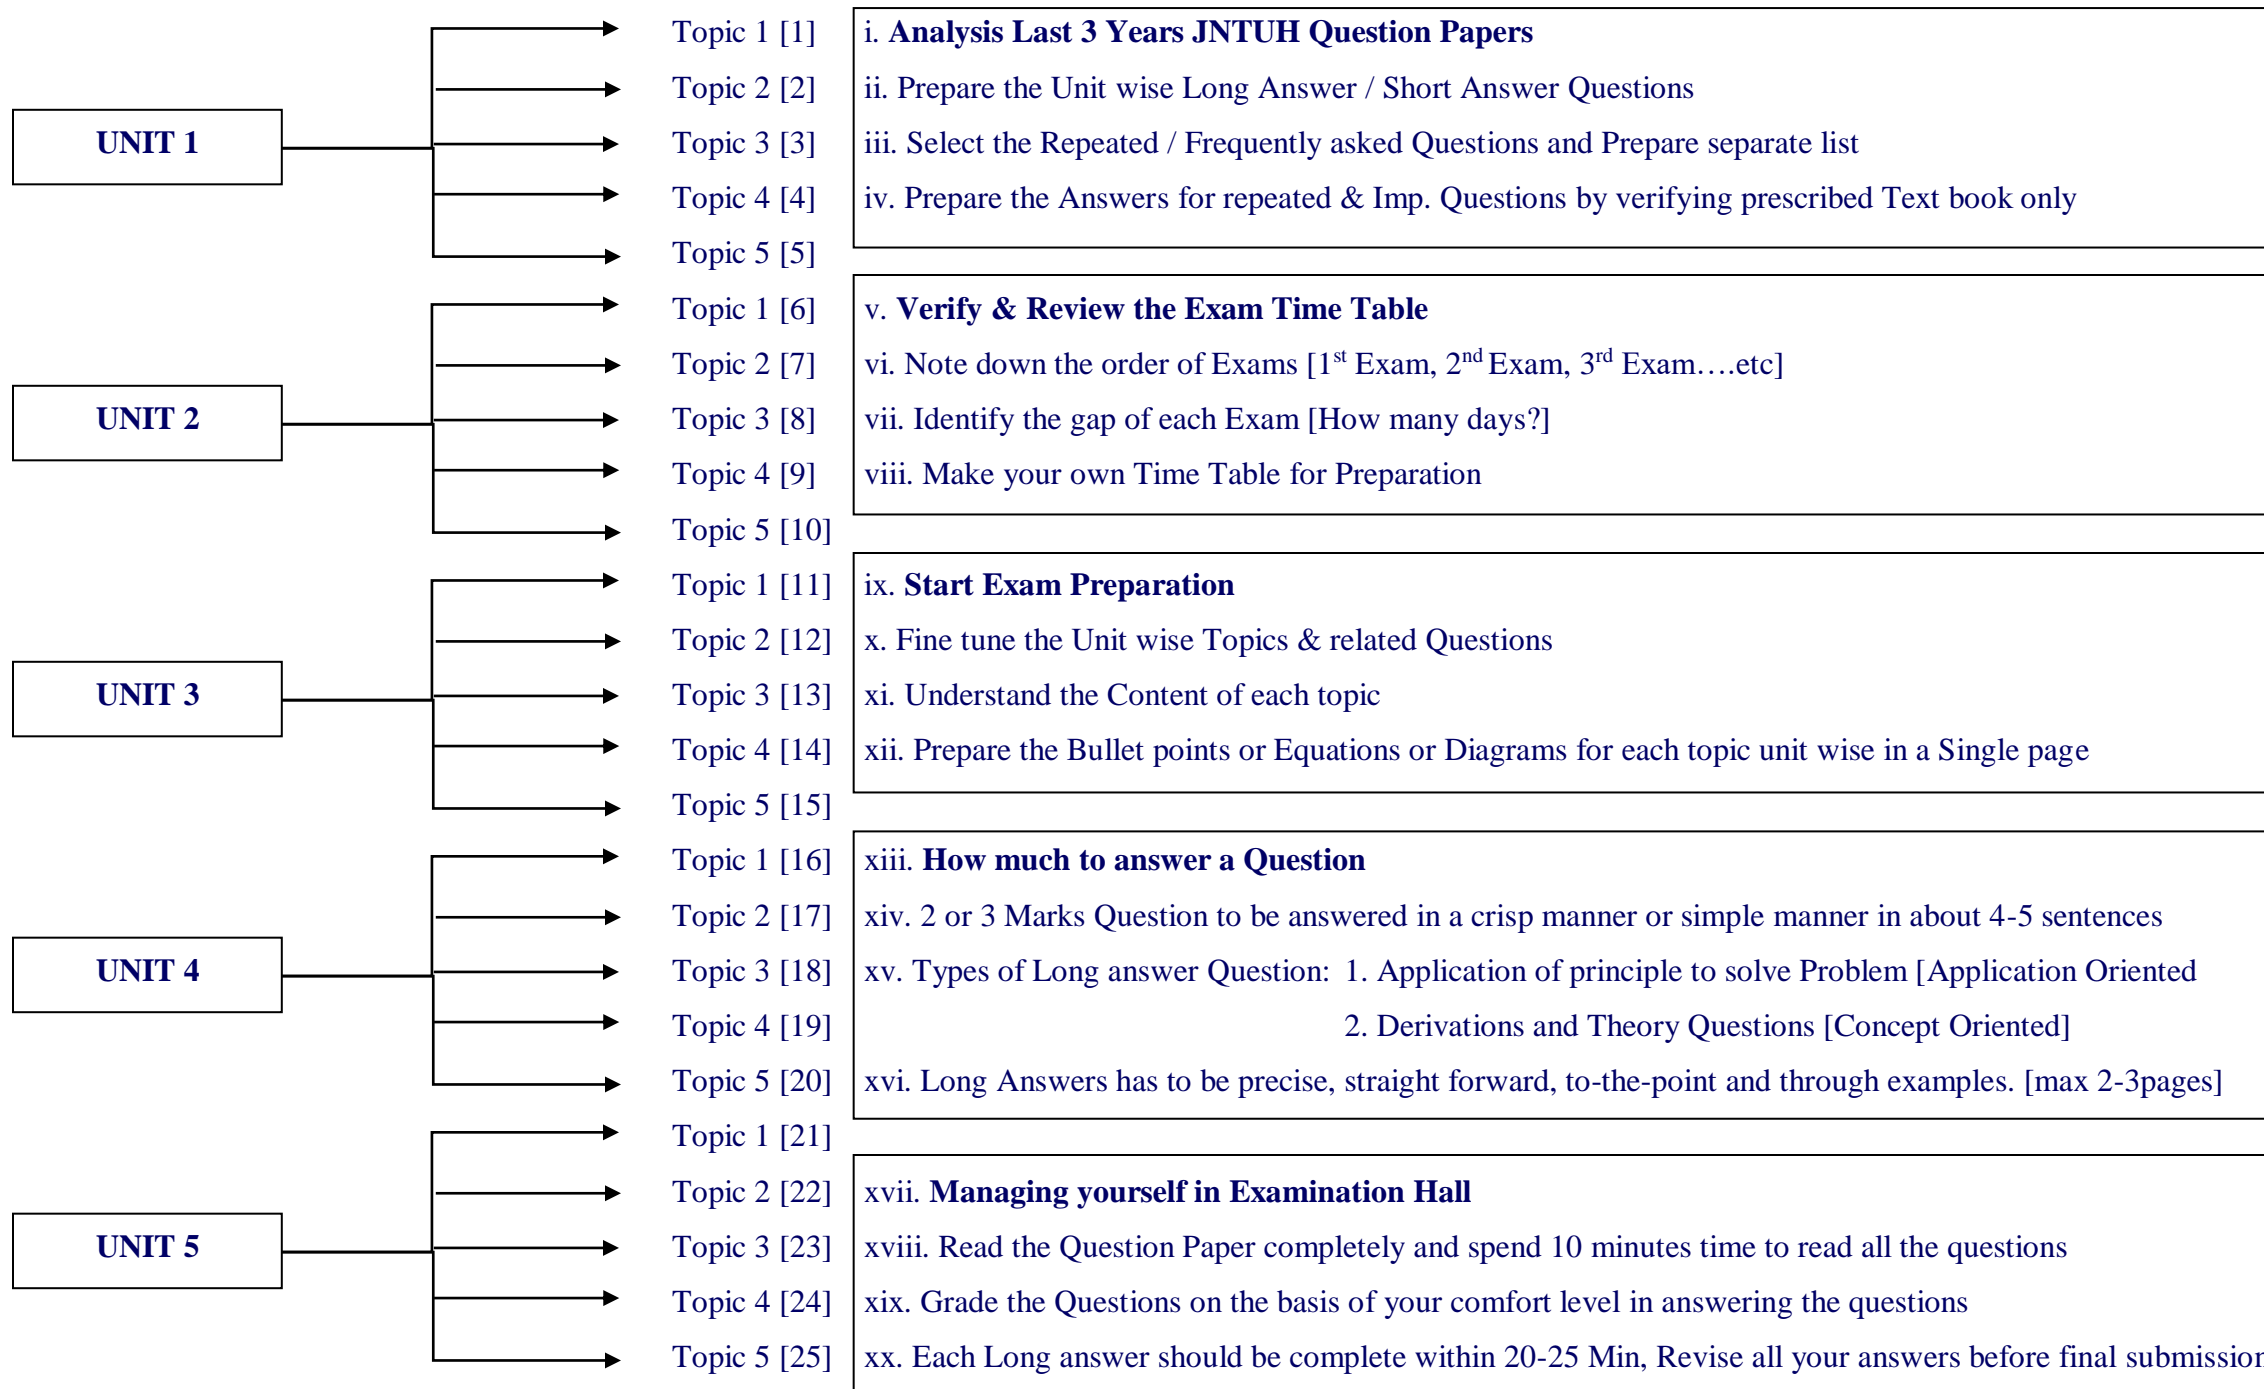 Topic 1 [1] i. Analysis Last 3 Years JNTUH Question Papers
Topic 2 [2] ii. Prepare the Unit wise Long Answer / Short Answer Questions
UNIT 1 Topic 3 [3] iii. Select the Repeated / Frequently asked Questions and Prepare separate list
Topic 4 [4] iv. Prepare the Answers for repeated & Imp. Questions by verifying prescribed Text book only
Topic 5 [5]
Topic 1 [6] v. Verify & Review the Exam Time Table
Topic 2 [7] vi. Note down the order of Exams [1st Exam, 2nd Exam, 3rd Exam….etc]
UNIT 2 Topic 3 [8] vii. Identify the gap of each Exam [How many days?]
Topic 4 [9] viii. Make your own Time Table for Preparation
Topic 5 [10]
Topic 1 [11] ix. Start Exam Preparation
Topic 2 [12] x. Fine tune the Unit wise Topics & related Questions
UNIT 3 Topic 3 [13] xi. Understand the Content of each topic
Topic 4 [14] xii. Prepare the Bullet points or Equations or Diagrams for each topic unit wise in a Single page
Topic 5 [15]
Topic 1 [16] xiii. How much to answer a Question
Topic 2 [17] xiv. 2 or 3 Marks Question to be answered in a crisp manner or simple manner in about 4-5 sentences
UNIT 4 Topic 3 [18] xv. Types of Long answer Question: 1. Application of principle to solve Problem [Application Oriented
Topic 4 [19] 2. Derivations and Theory Questions [Concept Oriented]
Topic 5 [20] xvi. Long Answers has to be precise, straight forward, to-the-point and through examples. [max 2-3pages]
Topic 1 [21]
Topic 2 [22] xvii. Managing yourself in Examination Hall
UNIT 5 Topic 3 [23] xviii. Read the Question Paper completely and spend 10 minutes time to read all the questions
Topic 4 [24] xix. Grade the Questions on the basis of your comfort level in answering the questions
Topic 5 [25] xx. Each Long answer should be complete within 20-25 Min, Revise all your answers before final submission